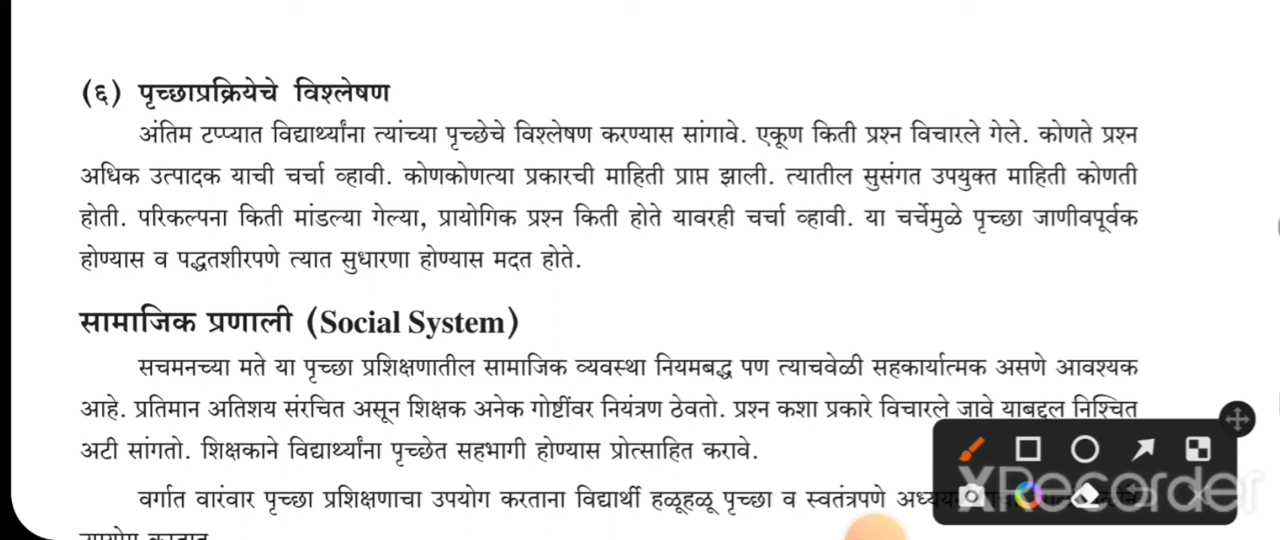 (६) पृच्छाप्रक्रियेचे विश्लेषण
अंतिम टप्प्यात विद्यार्थ्यांना त्यांच्या पृच्छेचे विश्लेषण करण्यास सांगावे. एकूण किती प्रश्न विचारले गेले. कोणते प्रश्न
अधिक उत्पादक याची चर्चा व्हावी. कोणकोणत्या प्रकारची माहिती प्राप्त झाली. त्यातील सुसंगत उपयुक्त माहिती कोणती
होती. परिकल्पना किती मांडल्या गेल्या, प्रायोगिक प्रश्न किती होते यावरही चर्चा व्हावी. या चर्चेमुळे पृच्छा जाणीवपूर्वक
होण्यास व पद्धतशीरपणे त्यात सुधारणा होण्यास मदत होते.
सामाजिक प्रणाली (Social System)
सचमनच्या मते या पृच्छा प्रशिक्षणातील सामाजिक व्यवस्था नियमबद्ध पण त्याचवेळी सहकार्यात्मक असणे आवश्यक
आहे. प्रतिमान अतिशय संरचित असून शिक्षक अनेक गोष्टींवर नियंत्रण ठेवतो. प्रश्न कशा प्रकारे विचारले जावे याबद्दल निश्चित
अटी सांगतो. शिक्षकाने विद्यार्थ्यांना पृच्छेत सहभागी होण्यास प्रोत्साहित करावे.
वर्गात वारंवार पृच्छा प्रशिक्षणाचा उपयोग करताना विद्यार्थी हळूहळू पृच्छा व स्वतंत्रपणे
XRecorder